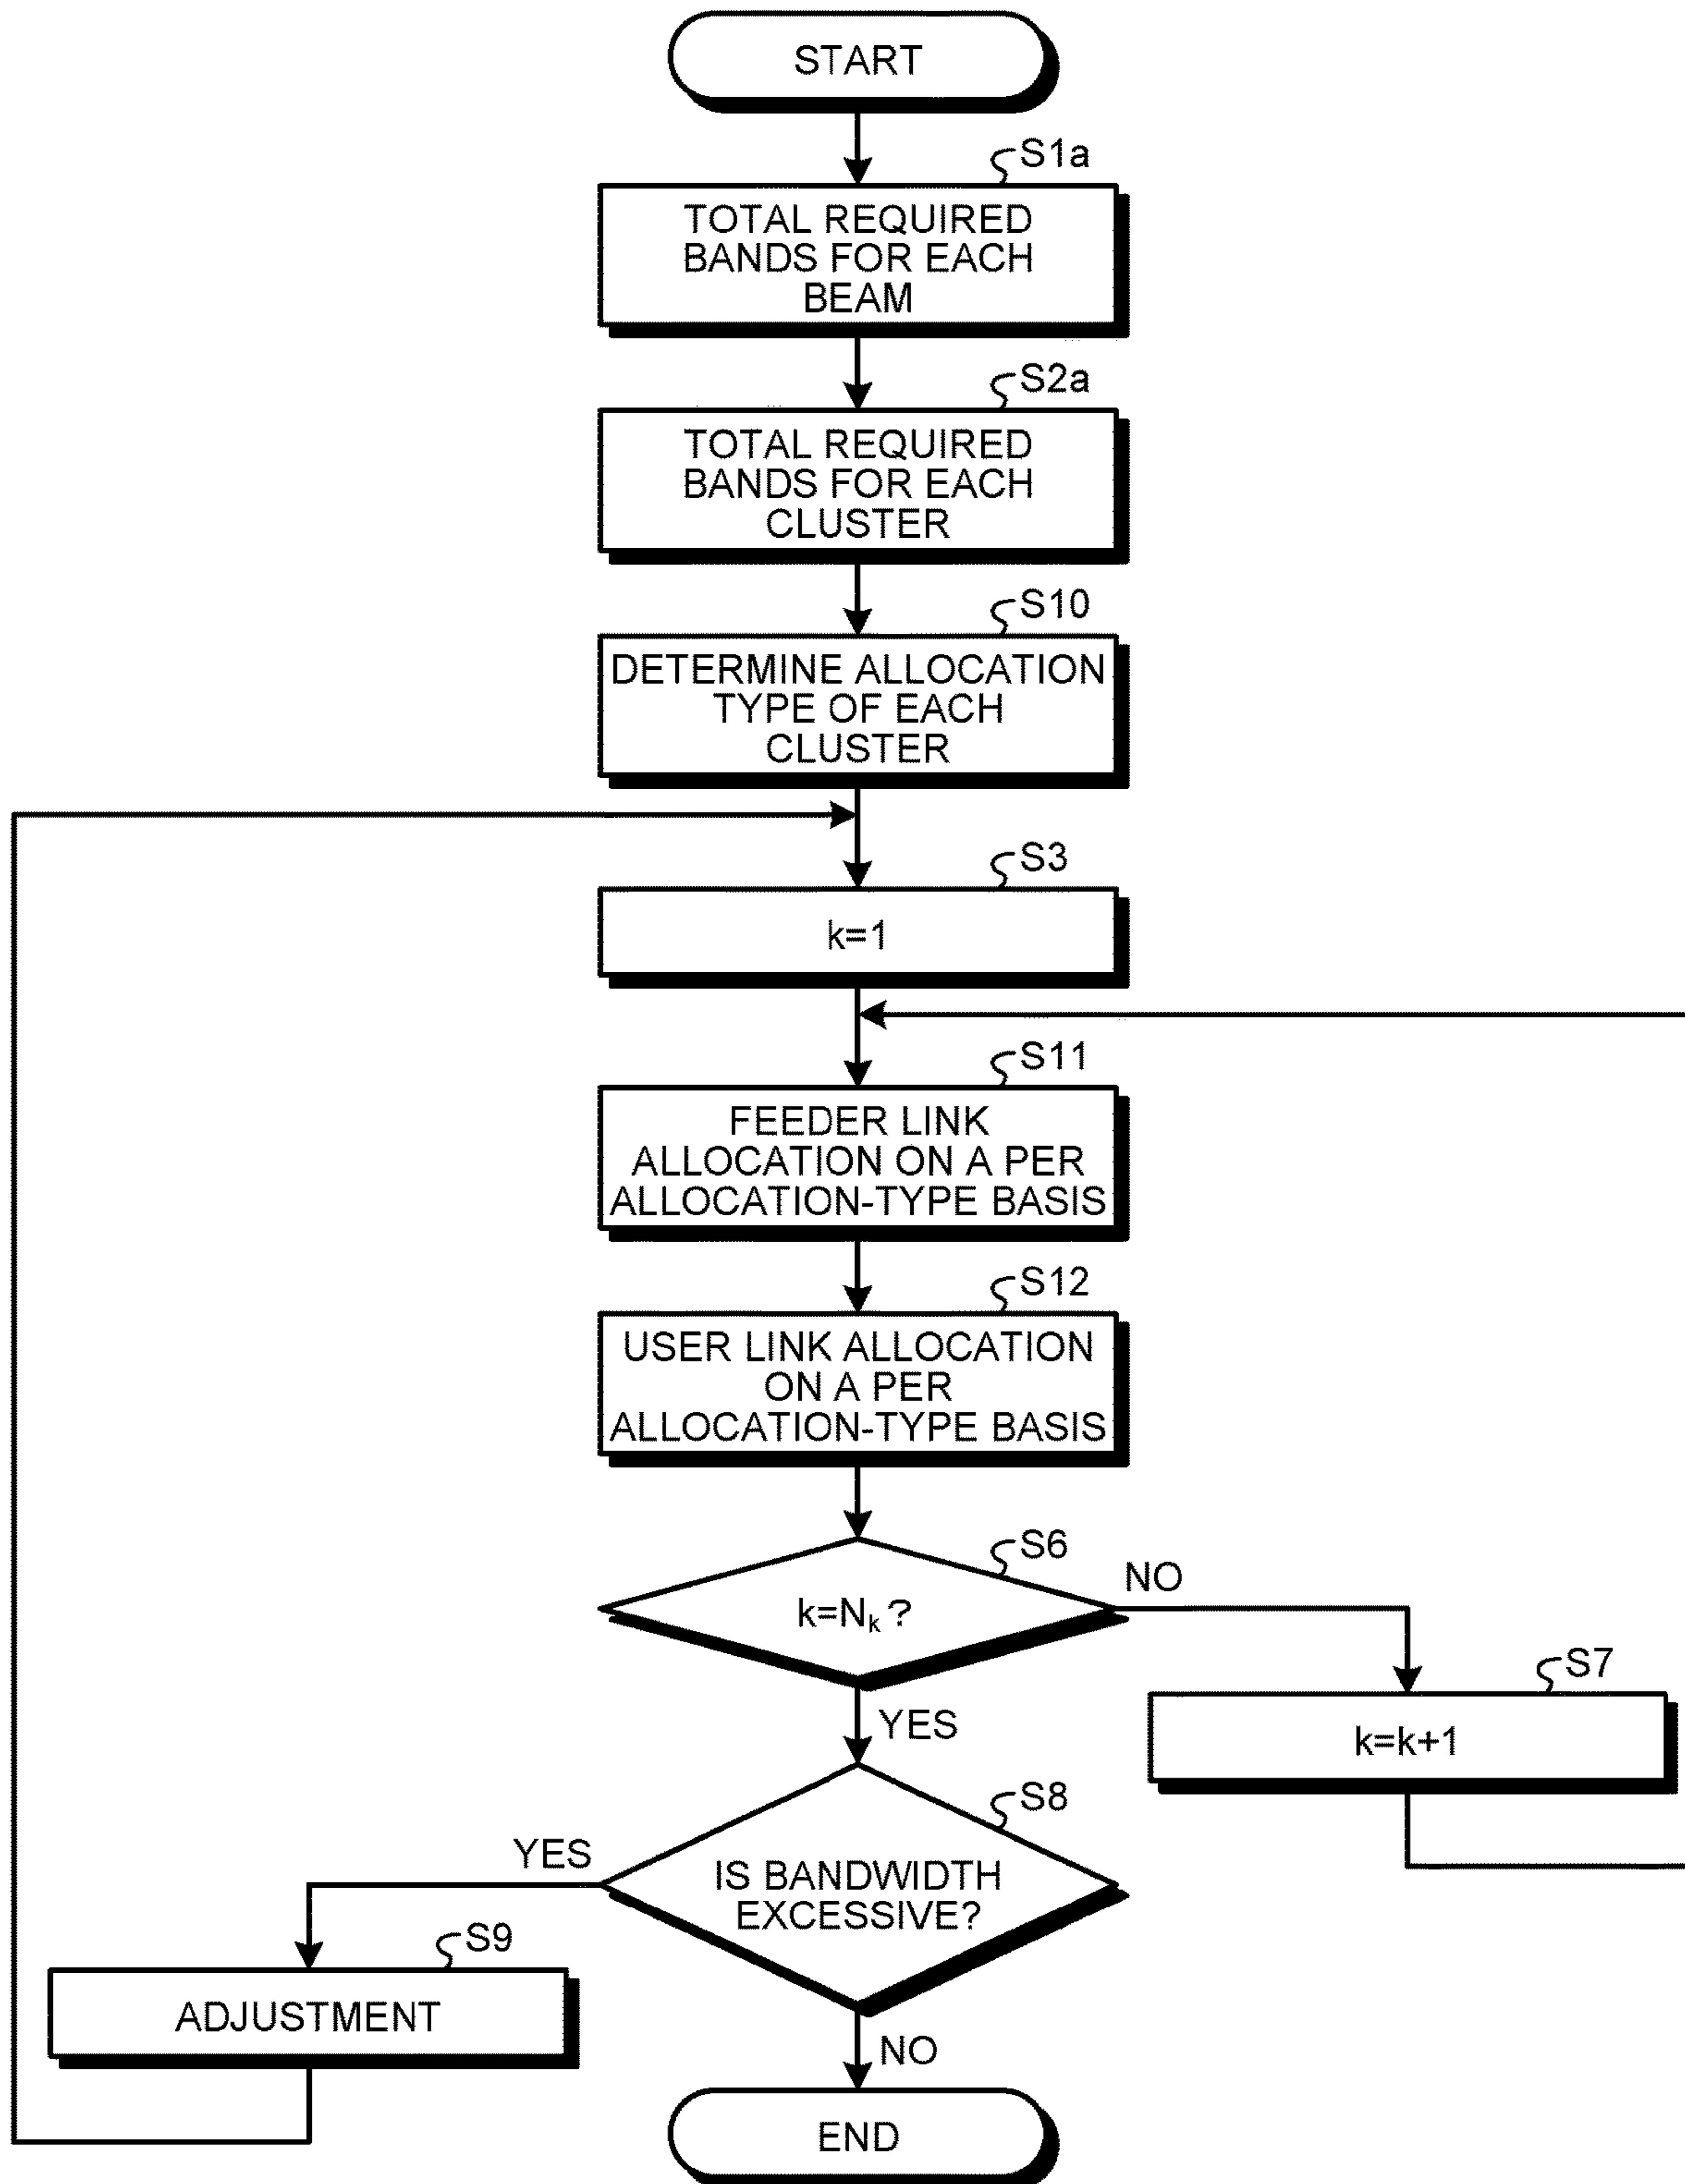 START
S1a
TOTAL REQUIRED
BANDS FOR EACH
BEAM
S2a
TOTAL REQUIRED
BANDS FOR EACH
CLUSTER
S10
DETERMINE ALLOCATION
TYPE OF EACH
CLUSTER
S3
k=1
S11
FEEDER LINK
ALLOCATION ON A PER
ALLOCATION-TYPE BASIS
S12
USER LINK ALLOCATION
ON A PER
ALLOCATION-TYPE BASIS
S6
k=Nk ?
NO
S7
k=k+1
YES
S8
IS BANDWIDTH
EXCESSIVE?
YES
S9
ADJUSTMENT
NO
END